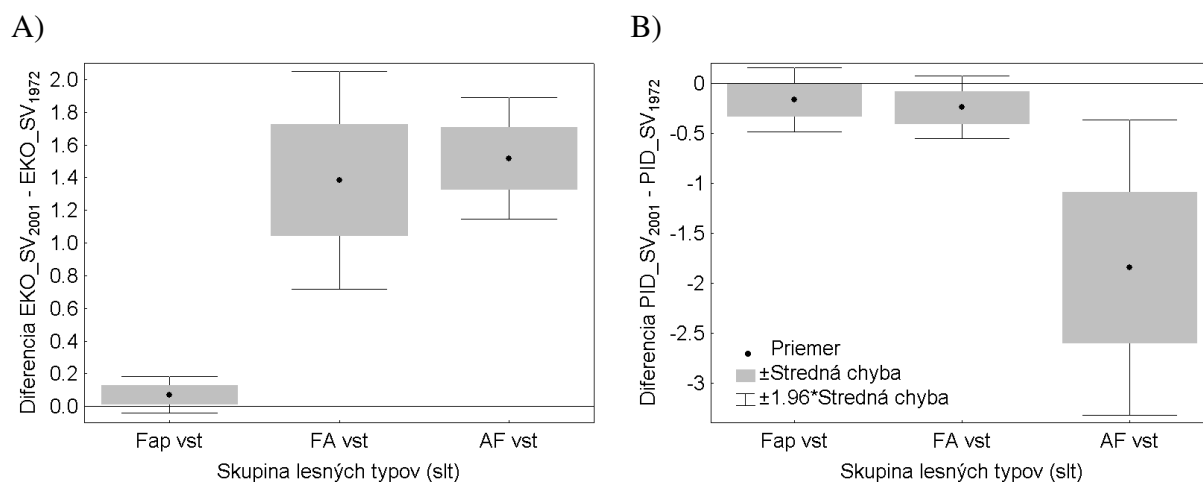 A)
Diferencia EKO_SV2001 - EKO_SV1972
2.0
1.8
1.6
1.4
1.2
1.0
0.8
0.6
0.4
0.2
0.0
Fap vst FA vst AF vst
Skupina lesných typov (slt)
B)
Diferencia PID_SV2001 - PID_SV1972
0
-0.5
-1
-1.5
-2
-2.5
-3
Priemer
±Stredná chyba
±1.96*Stredná chyba
Fap vst FA vst AF vst
Skupina lesných typov (slt)